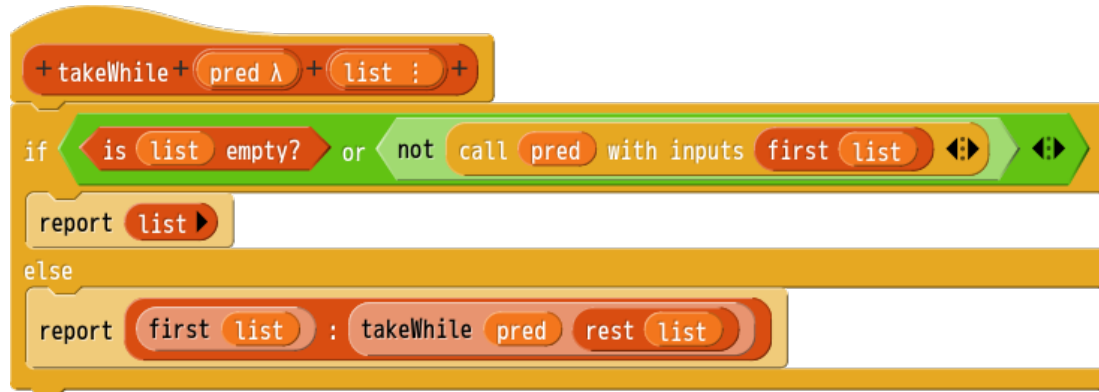 + takeWhile + pred λ + list ⋮ +
if is list empty? or not call pred with inputs first list
report list
else
report first list : takeWhile pred rest list